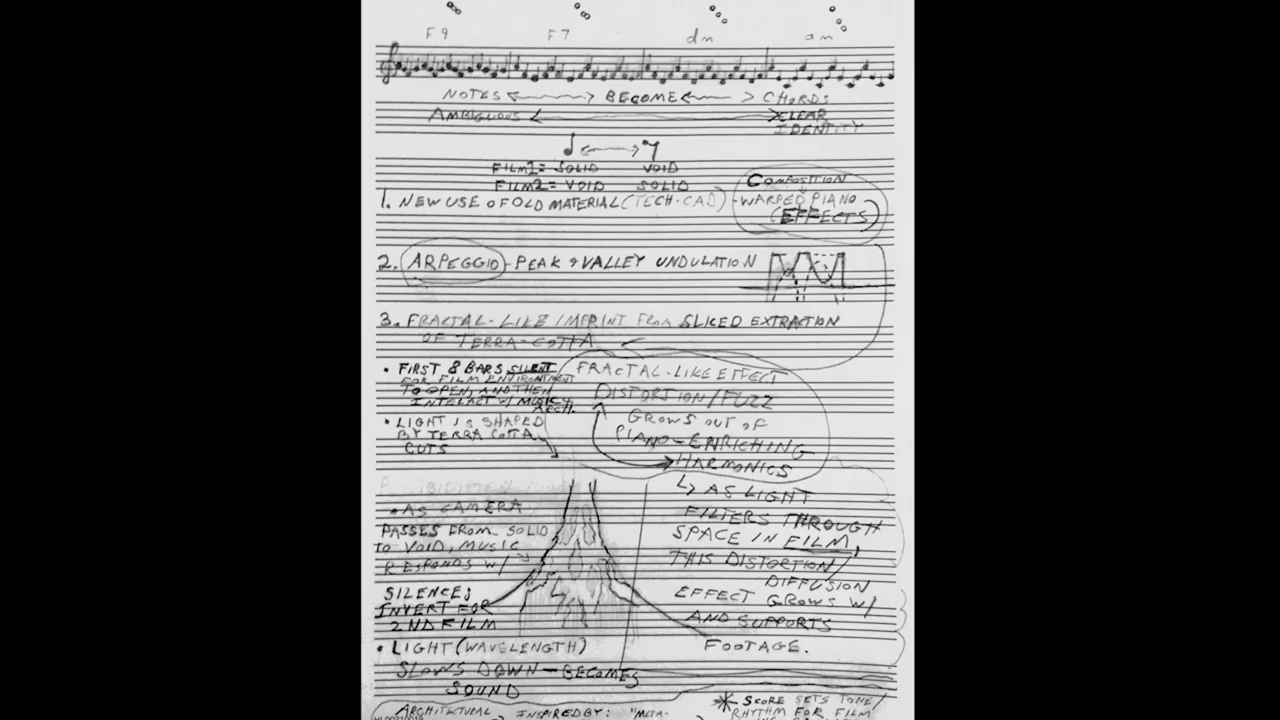 F9 F7 dm am
NOTES BECOME CHORDS
AMBIGUOUS CLEAR
IDENTITY
FILM1= SOLID VOID
FILM2= VOID SOLID
COMPOSITION
1. NEW USE OF OLD MATERIAL (TECH-CAD) - WARPED PIANO
(EFFECTS)
2. ARPEGGIO - PEAK & VALLEY UNDULATION
3. FRACTAL-LIKE IMPRINT FROM SLICED EXTRACTION
OF TERRA-COTTA
• FIRST 8 BARS SILENT
FOR FILM ENVIRONTMENT
TO OPEN, AND THEN
INTERACT W/ MUSIC & ARCH.
• LIGHT IS SHAPED
BY TERRA COTTA
CUTS
FRACTAL-LIKE EFFECT
DISTORTION/FUZZ
GROWS OUT OF
PIANO-ENRICHING
HARMONICS
• AS CAMERA
PASSES FROM SOLID
TO VOID, MUSIC
RESPONDS W/
SILENCE;
INVERT FOR
2ND FILM
• LIGHT (WAVELENGTH)
SLOWS DOWN - BECOMES
SOUND
AS LIGHT
FILTERS THROUGH
SPACE IN FILM,
THIS DISTORTION/
DIFFUSION
EFFECT GROWS W/
AND SUPPORTS
FOOTAGE.
SCORE SETS TONE/
RHYTHM FOR FILM
ARCHITECTURAL INSPIRED BY: "META-